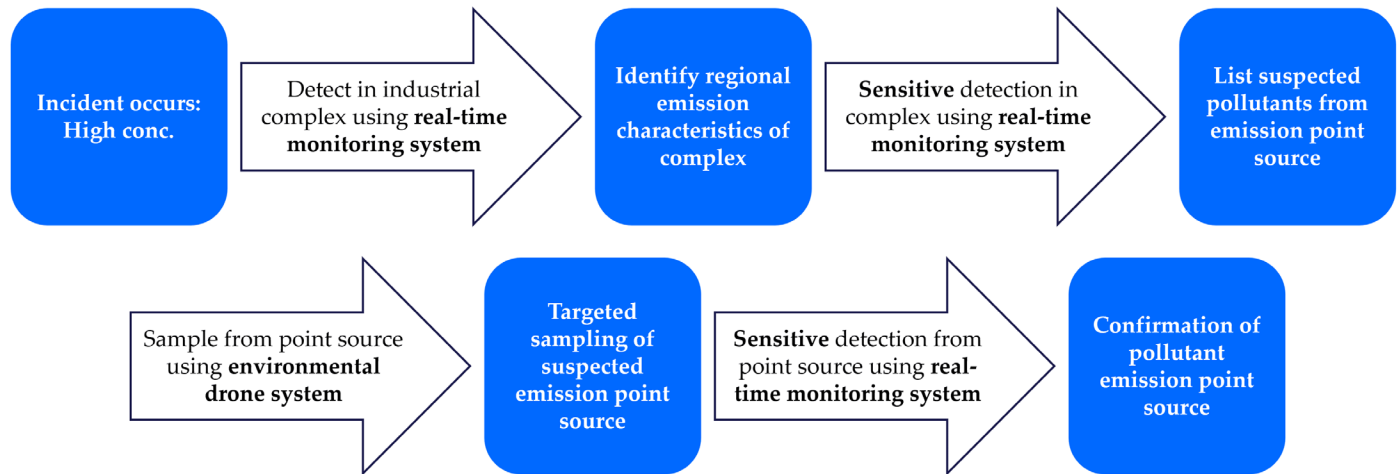 Incident occurs:
High conc.
Detect in industrial
complex using real-time
monitoring system
Identify regional
emission
characteristics of
complex
Sensitive detection in
complex using real-time
monitoring system
List suspected
pollutants from
emission point
source
Sample from point source
using environmental
drone system
Targeted
sampling of
suspected
emission point
source
Sensitive detection from
point source using real-
time monitoring system
Confirmation of
pollutant
emission point
source